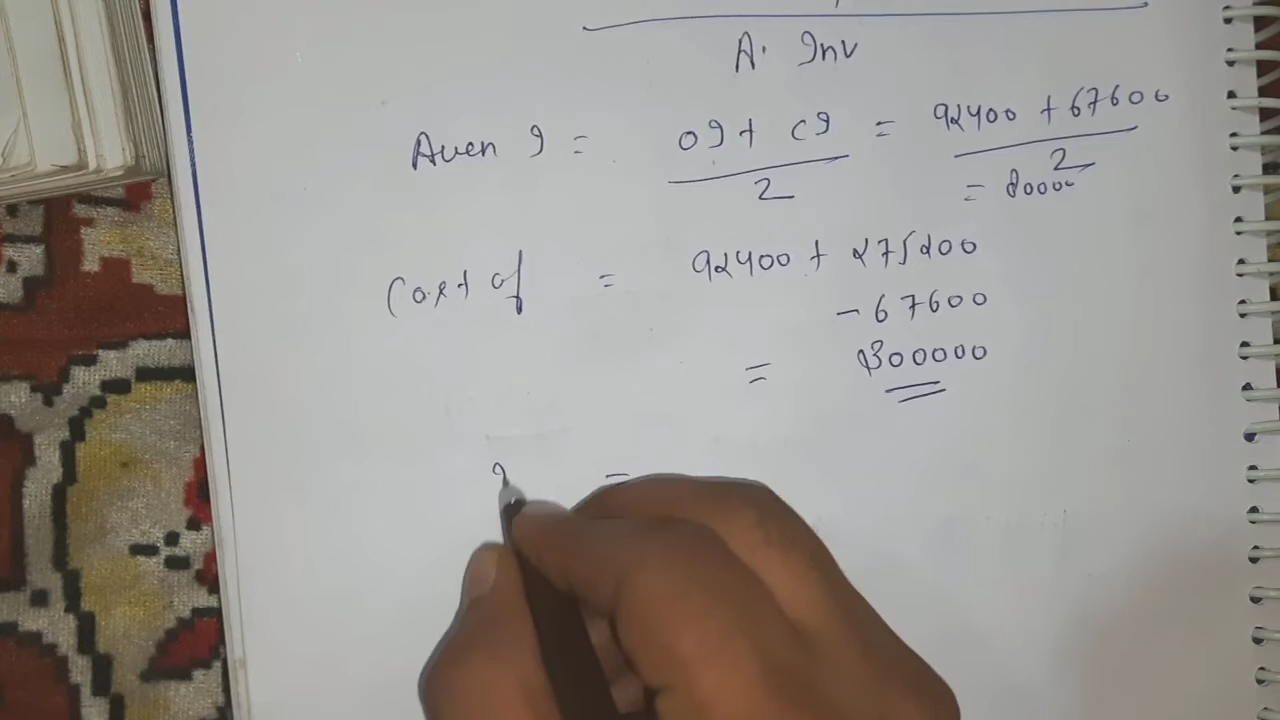 A. Inv
Aven I = OI + CI / 2 = 92400 + 67600 / 2
= 80000
Cost of = 92400 + 275200
- 67600
= 300000
I =